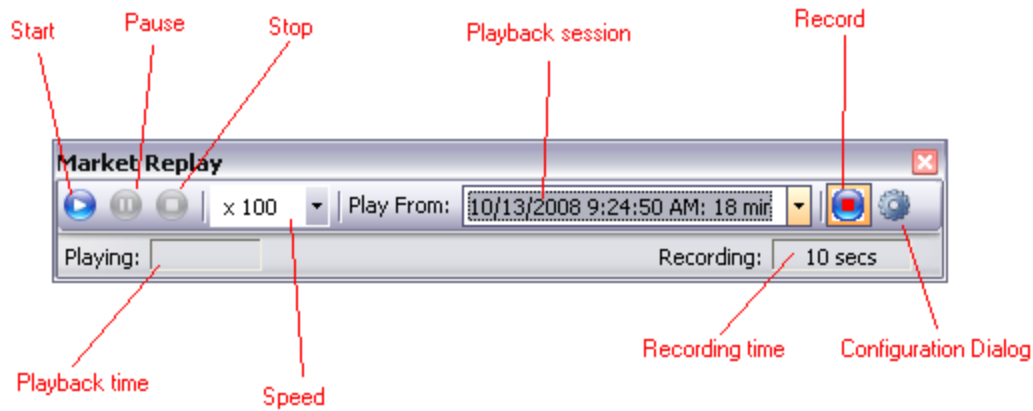 Start
Pause
Stop
Playback session
Record
Market Replay
x 100
Play From:
10/13/2008 9:24:50 AM: 18 min
Playing:
Recording:
10 secs
Playback time
Speed
Recording time
Configuration Dialog